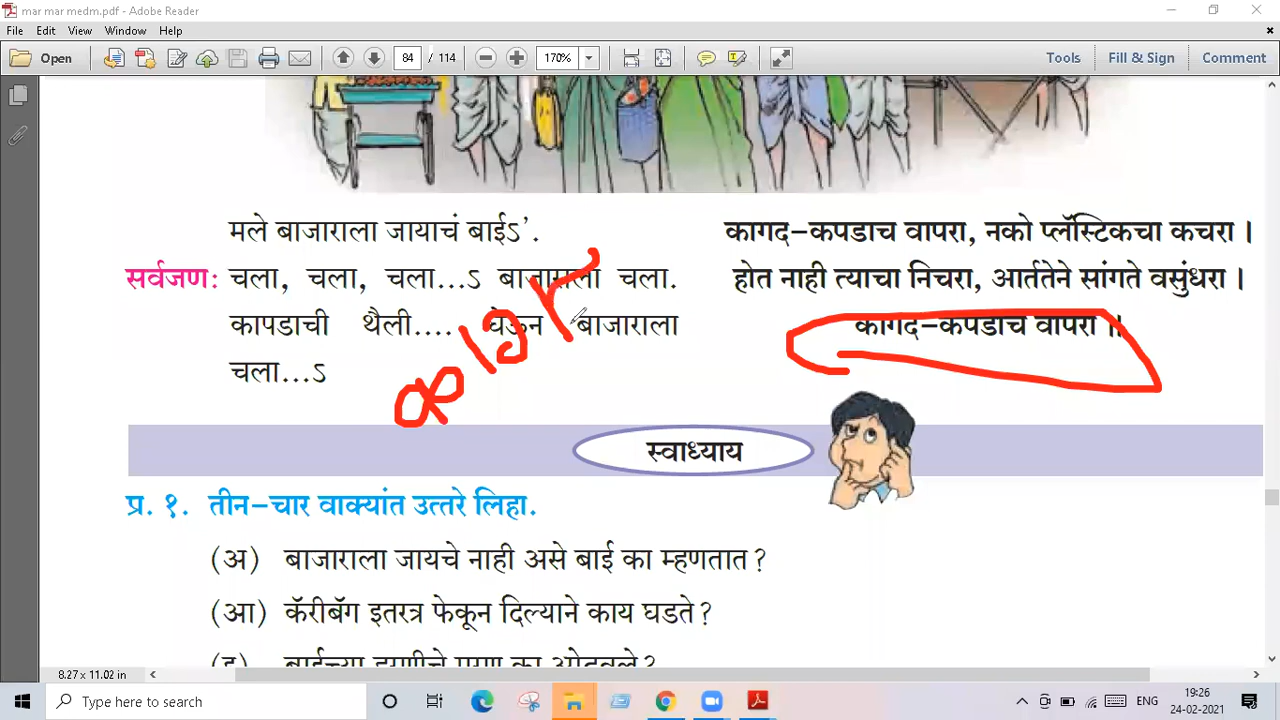 mar mar medm.pdf - Adobe Reader
File Edit View Window Help
Open 84 / 114 170% Tools Fill & Sign Comment
मले बाजाराला जायाचं बाईऽ’.
सर्वजण: चला, चला, चला...ऽ बाजाराला चला.
कापडाची थैली.... घेऊन बाजाराला
चला...ऽ
कागद-कपडाच वापरा, नको प्लॅस्टिकचा कचरा ।
होत नाही त्याचा निचरा, आर्ततेने सांगते वसुंधरा ।
कागद-कपडाच वापरा ॥
स्वाध्याय
प्र. १. तीन-चार वाक्यांत उत्तरे लिहा.
(अ) बाजाराला जायचे नाही असे बाई का म्हणतात ?
(आ) कॅरीबॅग इतरत्र फेकून दिल्याने काय घडते ?
8.27 x 11.02 in
Type here to search
ENG
19:26
24-02-2021